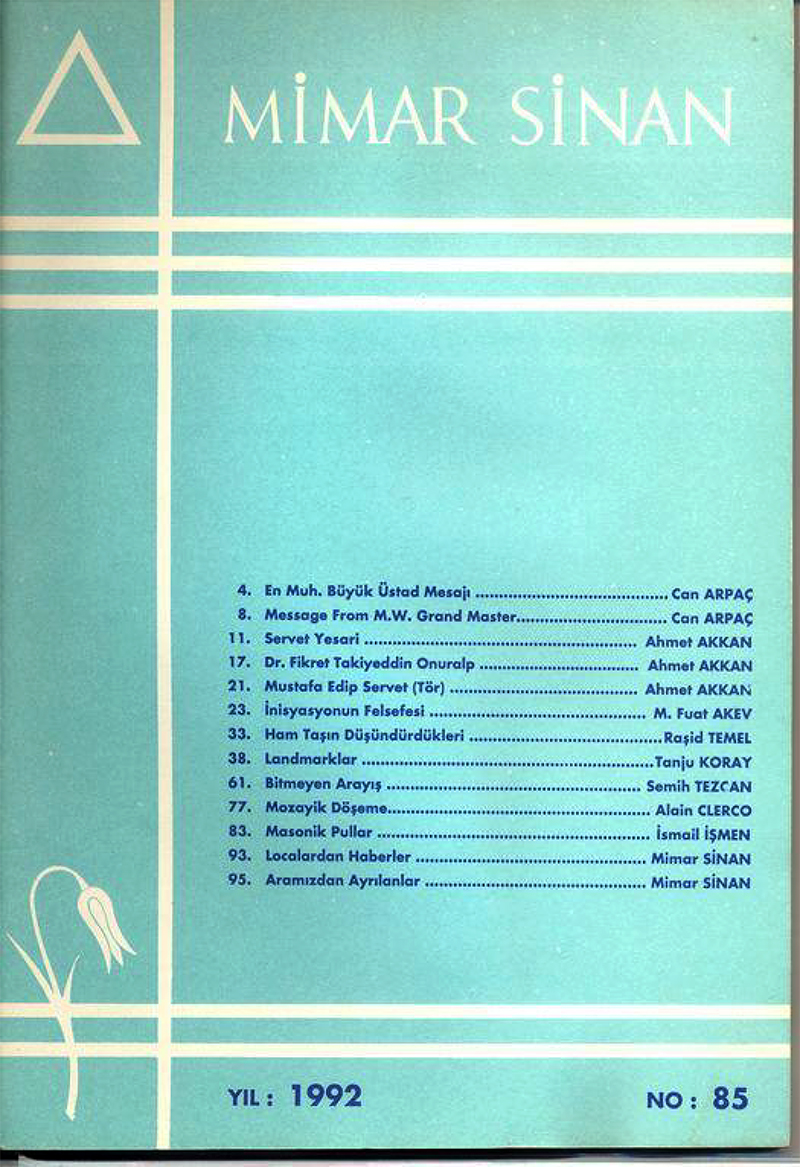 MİMAR SİNAN
4. En Muh. Büyük Üstad Mesajı ........................................ Can ARPAÇ
8. Message From M.W. Grand Master................................ Can ARPAÇ
11. Servet Yesari ........................................................ Ahmet AKKAN
17. Dr. Fikret Takiyeddin Onuralp ................................. Ahmet AKKAN
21. Mustafa Edip Servet (Tör) ....................................... Ahmet AKKAN
23. İnisyasyonun Felsefesi ............................................. M. Fuat AKEV
33. Ham Taşın Düşündürdükleri ........................................Raşid TEMEL
38. Landmarklar .............................................................Tanju KORAY
61. Bitmeyen Arayış ..................................................... Semih TEZCAN
77. Mozayik Döşeme...................................................... Alain CLERCO
83. Masonik Pullar ......................................................... İsmail İŞMEN
93. Localardan Haberler ................................................ Mimar SİNAN
95. Aramızdan Ayrılanlar .............................................. Mimar SİNAN
YIL : 1992 NO : 85